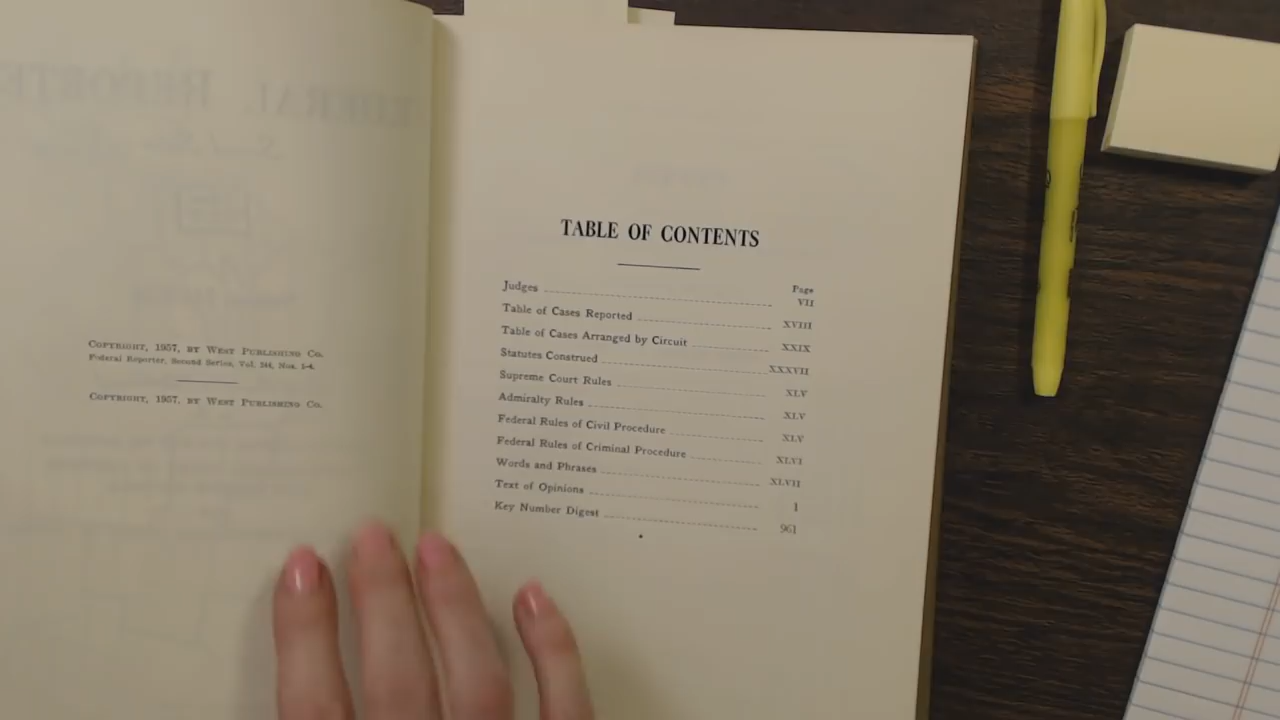 COPYRIGHT, 1957, BY WEST PUBLISHING CO.
Federal Reporter, Second Series, Vol. 244, Nos. 1-4.
COPYRIGHT, 1957, BY WEST PUBLISHING CO.
TABLE OF CONTENTS
Page
Judges VII
Table of Cases Reported XVIII
Table of Cases Arranged by Circuit XXIX
Statutes Construed XXXVII
Supreme Court Rules XLV
Admiralty Rules XLV
Federal Rules of Civil Procedure XLV
Federal Rules of Criminal Procedure XLVI
Words and Phrases XLVII
Text of Opinions 1
Key Number Digest 961